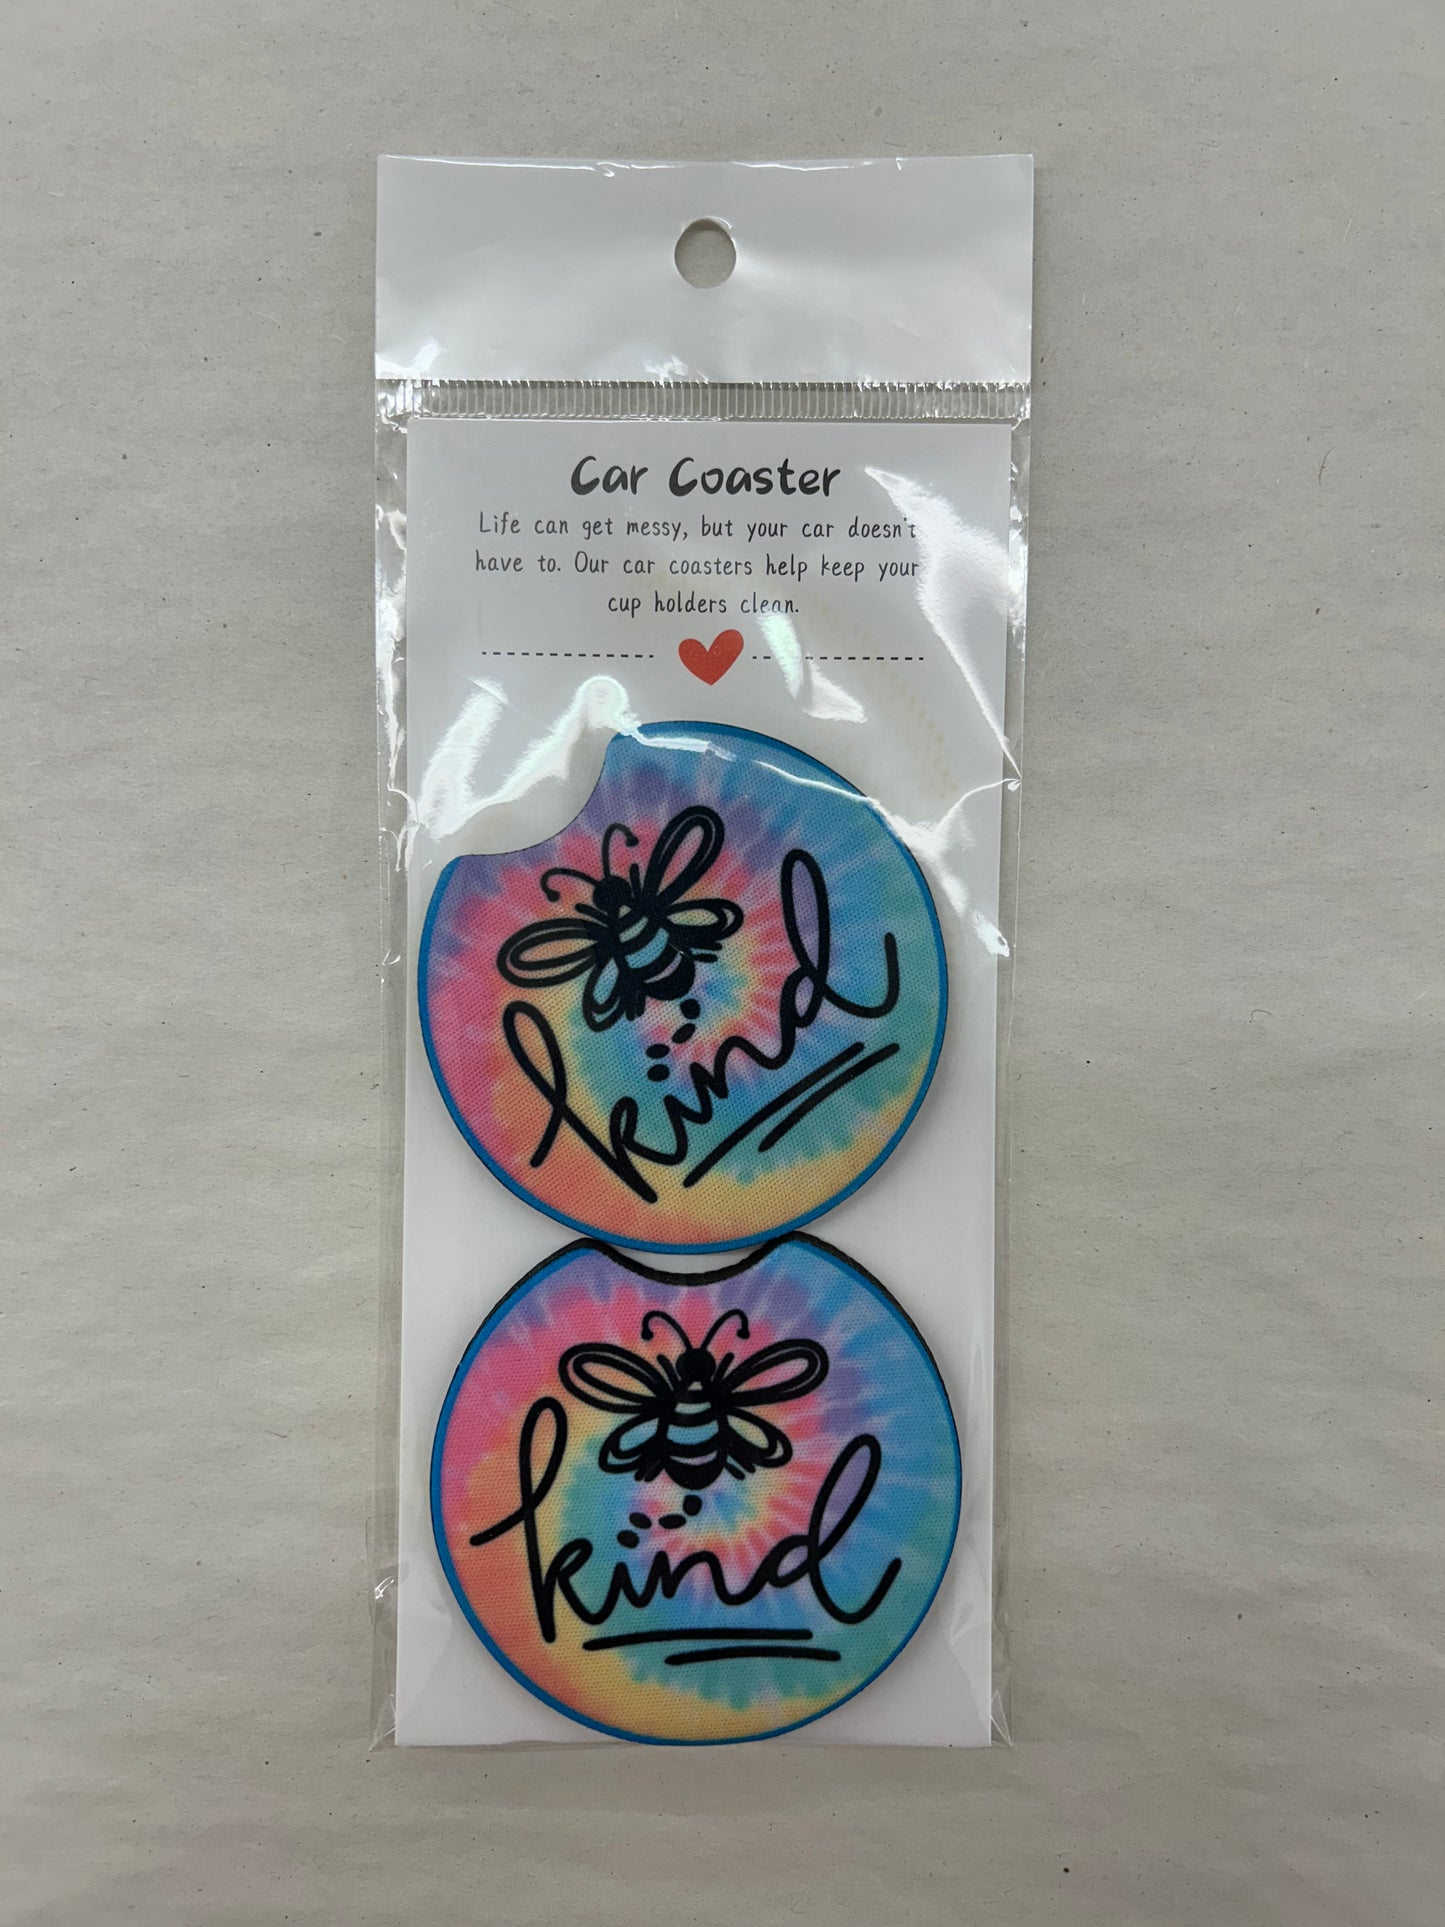 Car Coaster
Life can get messy, but your car doesn't
have to. Our car coasters help keep your
cup holders clean.
kind
kind